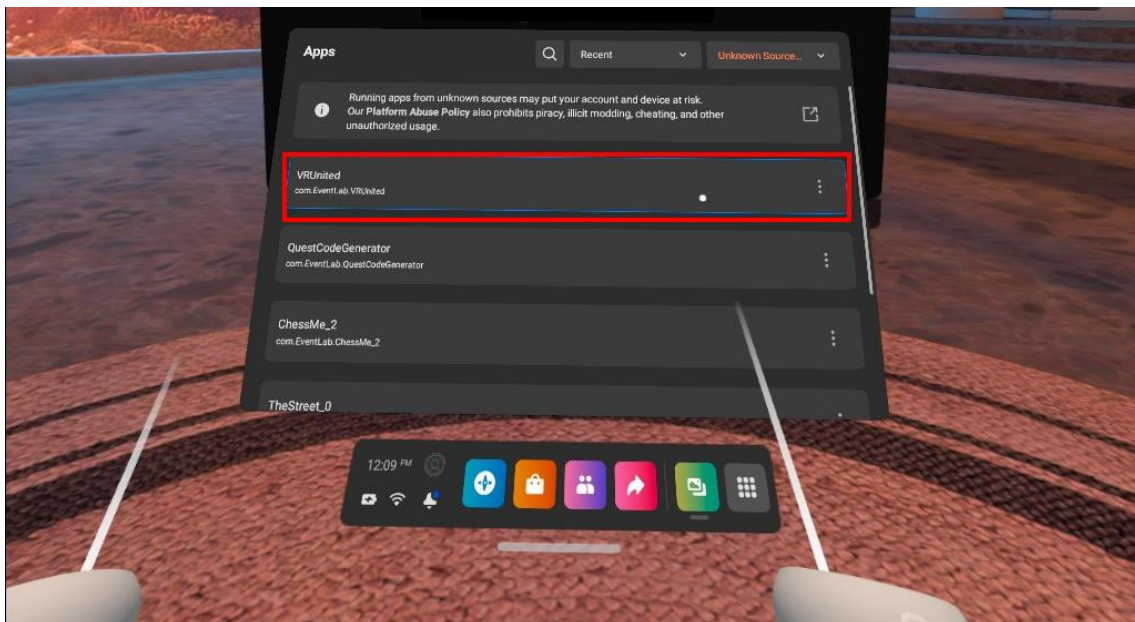 Apps
Recent
Unknown Source...
Running apps from unknown sources may put your account and device at risk.
Our Platform Abuse Policy also prohibits piracy, illicit modding, cheating, and other
unauthorized usage.
VRUnited
com.EventLab.VRUnited
QuestCodeGenerator
com.EventLab.QuestCodeGenerator
ChessMe_2
com.EventLab.ChessMe_2
TheStreet_0
12:09 PM